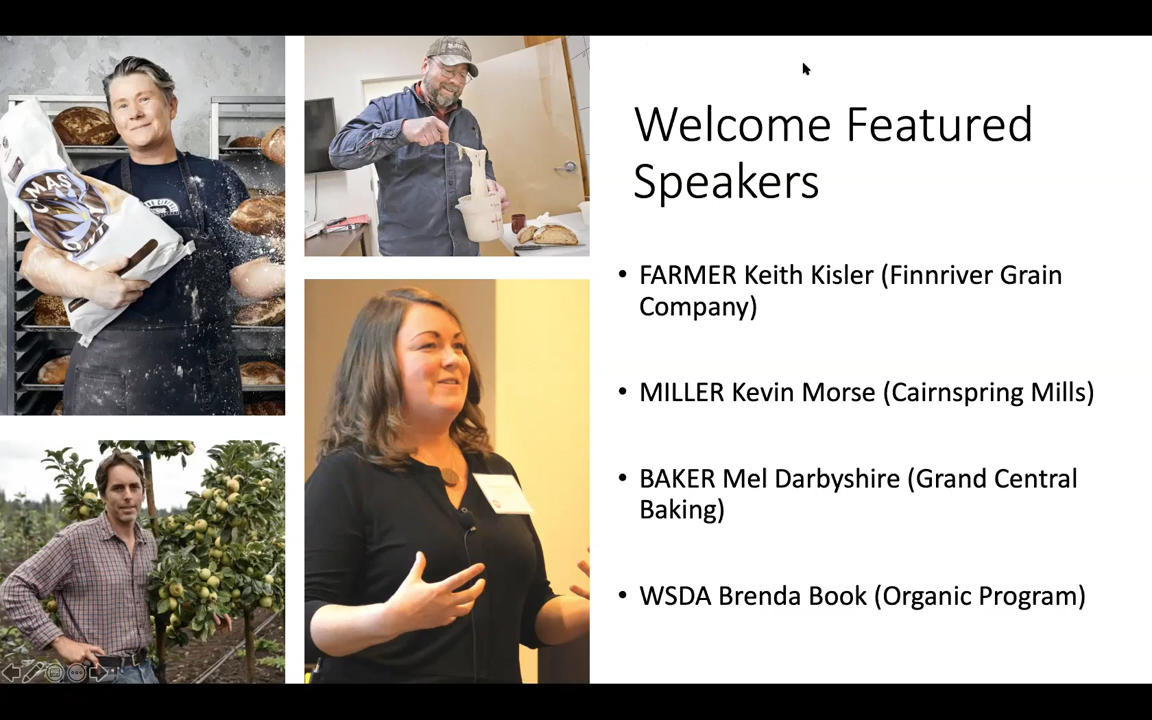 Welcome Featured
Speakers
• FARMER Keith Kisler (Finnriver Grain
Company)
• MILLER Kevin Morse (Cairnspring Mills)
• BAKER Mel Darbyshire (Grand Central
Baking)
• WSDA Brenda Book (Organic Program)